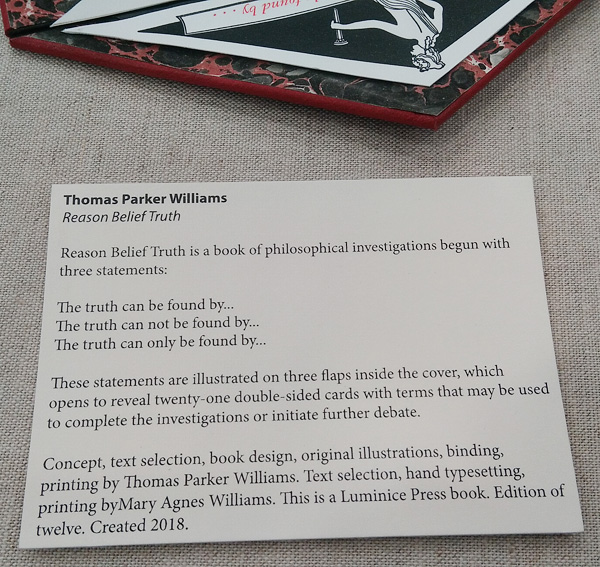 found by...
Thomas Parker Williams
Reason Belief Truth
Reason Belief Truth is a book of philosophical investigations begun with
three statements:
The truth can be found by...
The truth can not be found by...
The truth can only be found by...
These statements are illustrated on three flaps inside the cover, which
opens to reveal twenty-one double-sided cards with terms that may be used
to complete the investigations or initiate further debate.
Concept, text selection, book design, original illustrations, binding,
printing by Thomas Parker Williams. Text selection, hand typesetting,
printing byMary Agnes Williams. This is a Luminice Press book. Edition of
twelve. Created 2018.